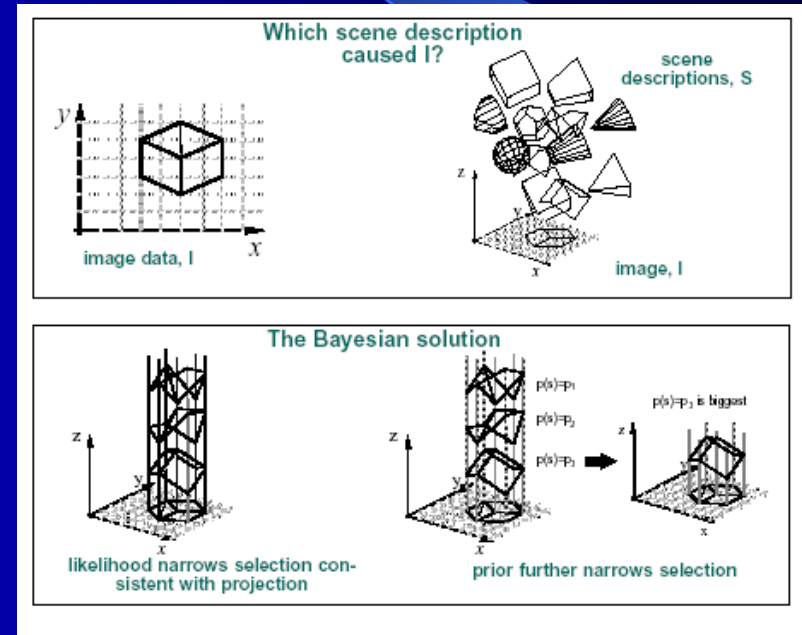 Which scene description
caused I?
scene
descriptions, S
y
x
image data, I
z
y
x
image, I
The Bayesian solution
z
y
x
likelihood narrows selection con-
sistent with projection
z
y
x
p(s)=p₁
p(s)=p₂
p(s)=p₃
p(s)=p₃ is biggest
z
y
x
prior further narrows selection